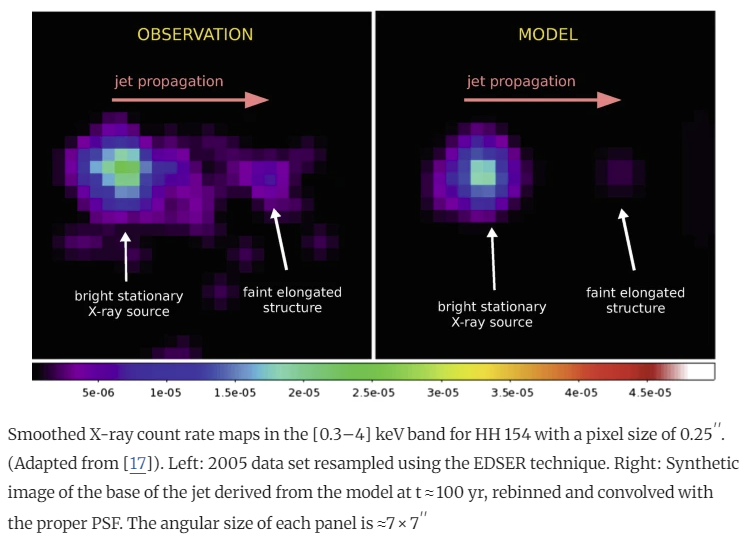 OBSERVATION
MODEL
jet propagation
jet propagation
bright stationary
X-ray source
faint elongated
structure
bright stationary
X-ray source
faint elongated
structure
5e-06 1e-05 1.5e-05 2e-05 2.5e-05 3e-05 3.5e-05 4e-05 4.5e-05
Smoothed X-ray count rate maps in the [0.3–4] keV band for HH 154 with a pixel size of 0.25′′.
(Adapted from [17]). Left: 2005 data set resampled using the EDSER technique. Right: Synthetic
image of the base of the jet derived from the model at t ≈ 100 yr, rebinned and convolved with
the proper PSF. The angular size of each panel is ≈7 × 7′′